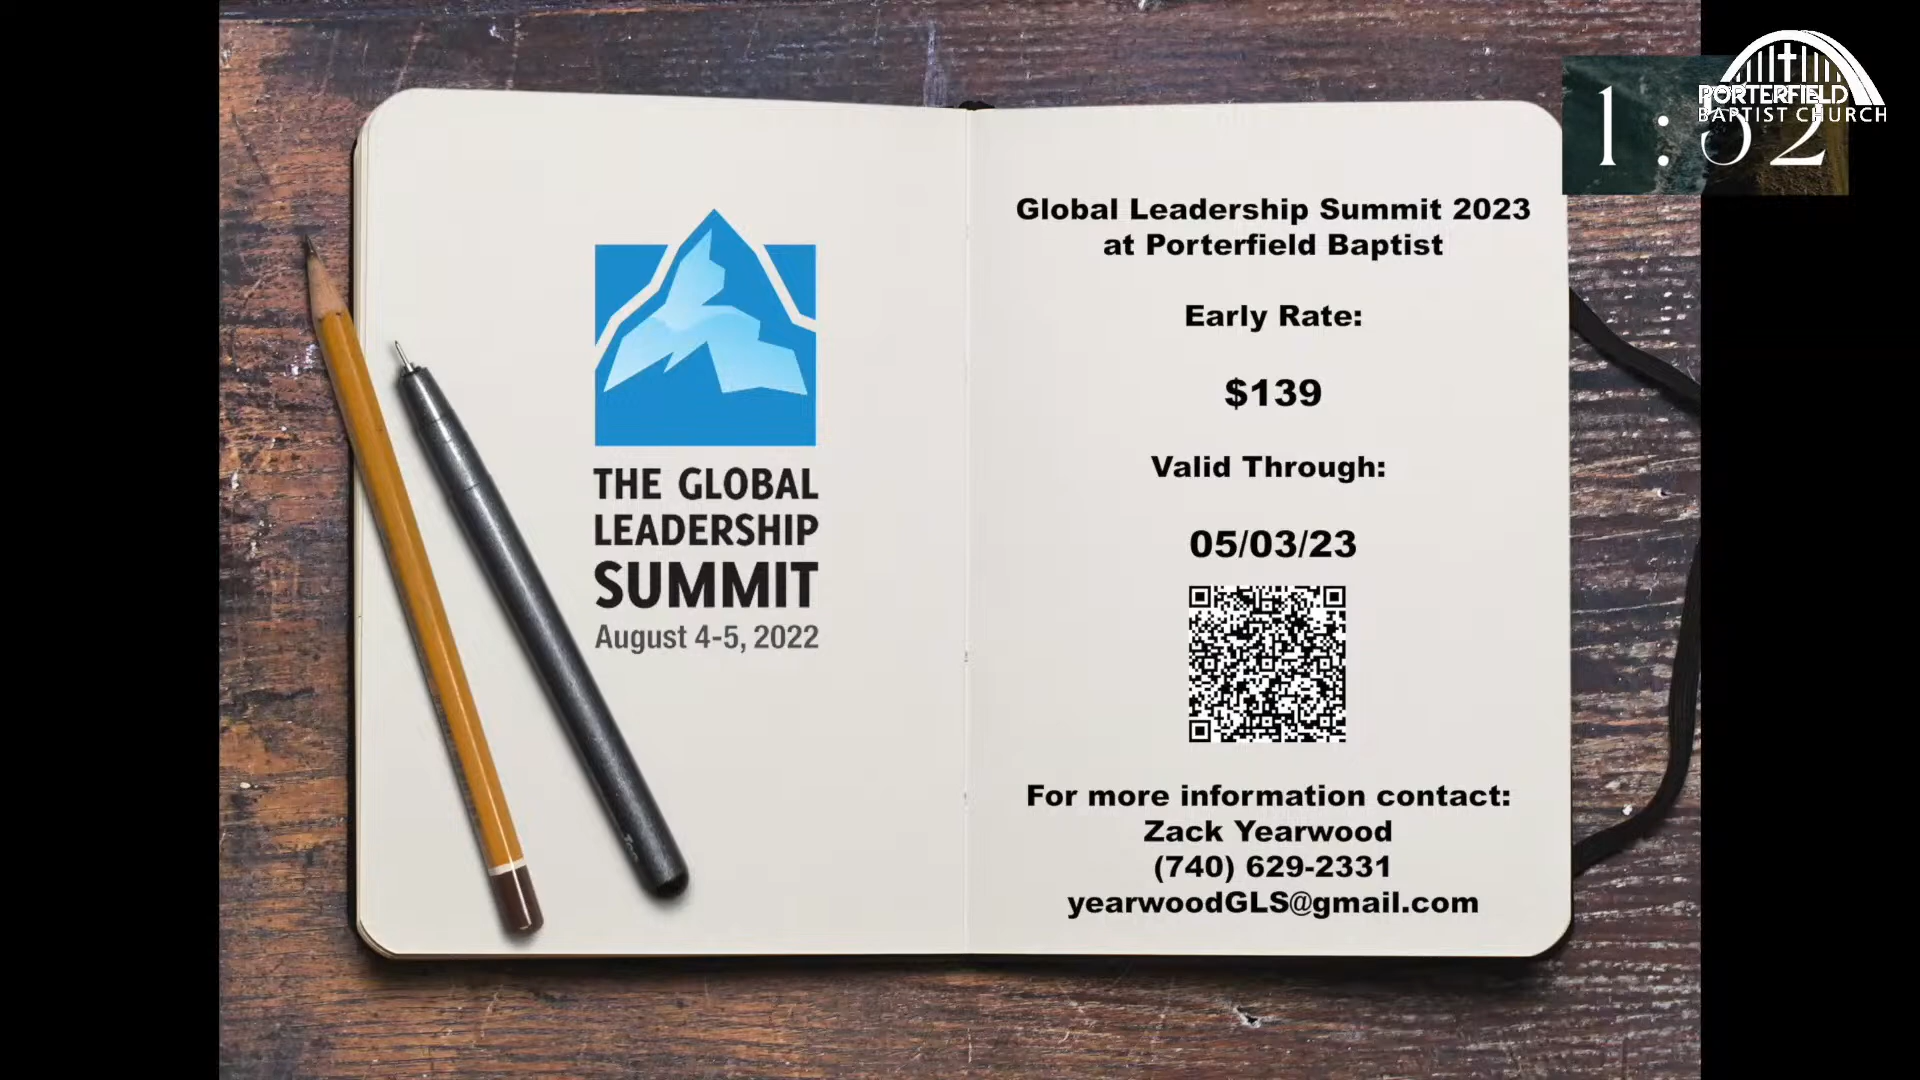 THE GLOBAL
LEADERSHIP
SUMMIT
August 4-5, 2022
Global Leadership Summit 2023
at Porterfield Baptist
Early Rate:
$139
Valid Through:
05/03/23
For more information contact:
Zack Yearwood
(740) 629-2331
yearwoodGLS@gmail.com
PORTERFIELD
BAPTIST CHURCH
1:52